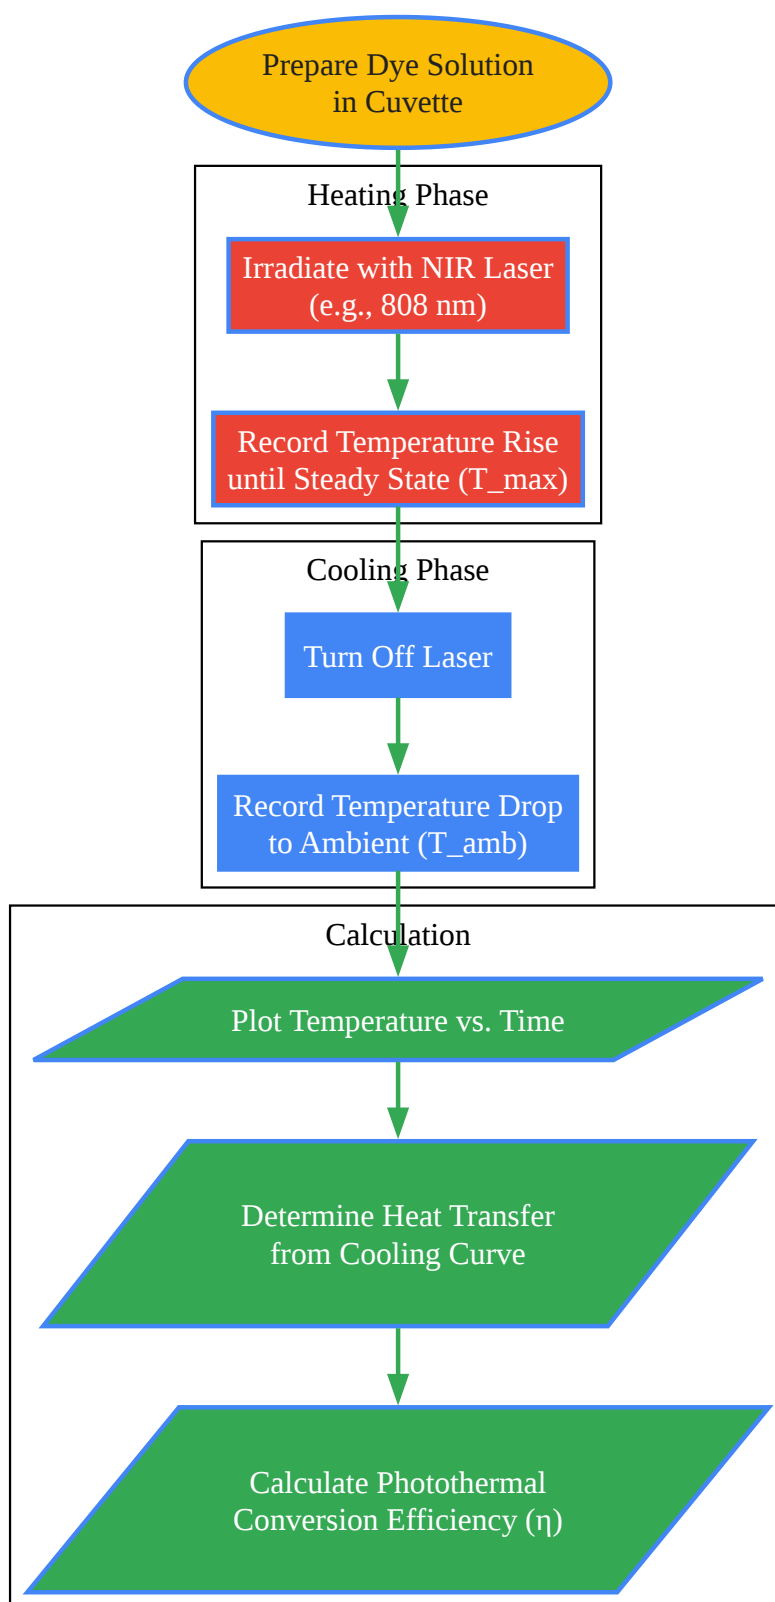 Prepare Dye Solution
in Cuvette
Heating Phase
Irradiate with NIR Laser
(e.g., 808 nm)
Record Temperature Rise
until Steady State (T_max)
Cooling Phase
Turn Off Laser
Record Temperature Drop
to Ambient (T_amb)
Calculation
Plot Temperature vs. Time
Determine Heat Transfer
from Cooling Curve
Calculate Photothermal
Conversion Efficiency (η)